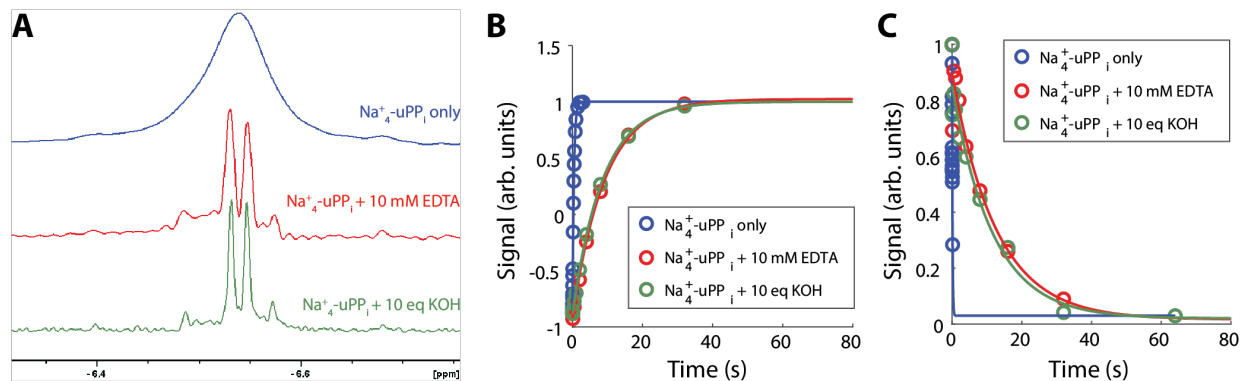 A
Na⁺-uPPᵢ only
Na⁺₄-uPPᵢ + 10 mM EDTA
Na⁺₄-uPPᵢ + 10 eq KOH
-6.4
-6.6
[ppm]
B
Signal (arb. units)
1.5
1
0.5
0
-0.5
-1
0
20
40
60
80
Time (s)
Na⁺₄-uPP ᵢ only
Na⁺₄-uPP ᵢ + 10 mM EDTA
Na⁺₄-uPP ᵢ + 10 eq KOH
C
Signal (arb. units)
1
0.8
0.6
0.4
0.2
0
0
20
40
60
80
Time (s)
Na⁺₄-uPP ᵢ only
Na⁺₄-uPP ᵢ + 10 mM EDTA
Na⁺₄-uPP ᵢ + 10 eq KOH